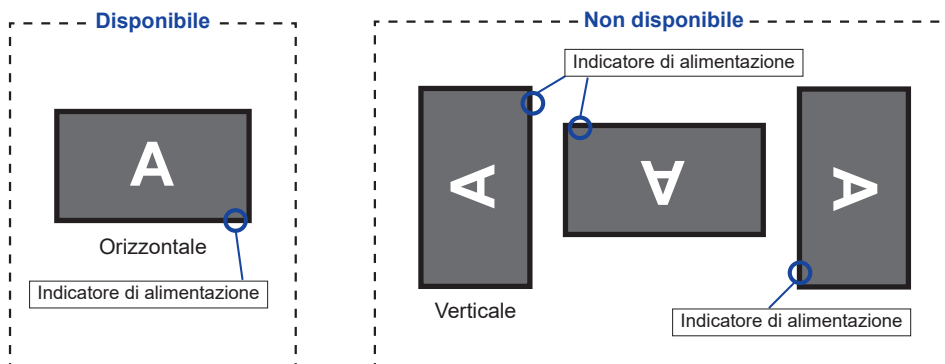 Disponibile
A
Orizzontale
Indicatore di alimentazione
Non disponibile
Indicatore di alimentazione
A
A
A
Verticale
Indicatore di alimentazione